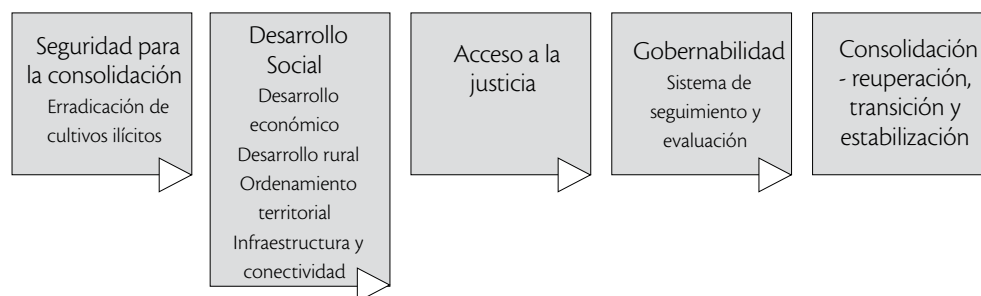 Seguridad para
la consolidación
Erradicación de
cultivos ilícitos
Desarrollo
Social
Desarrollo
económico
Desarrollo rural
Ordenamiento
territorial
Infraestructura y
conectividad
Acceso a la
justicia
Gobernabilidad
Sistema de
seguimiento y
evaluación
Consolidación
- reuperación,
transición y
estabilización